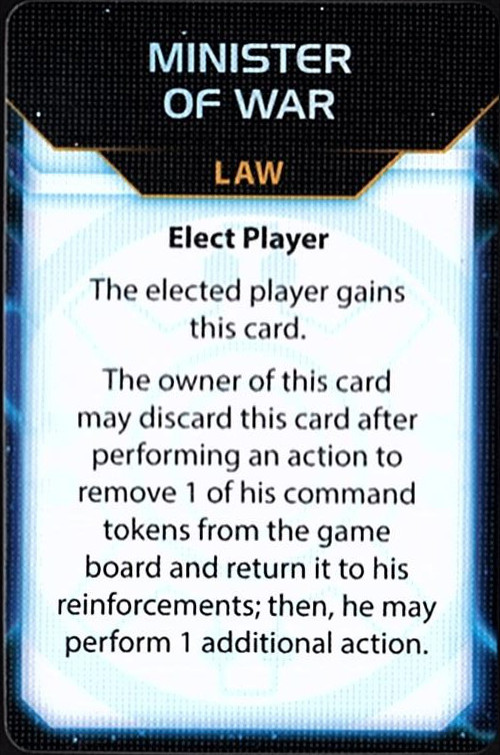 MINISTER
OF WAR
LAW
Elect Player
The elected player gains
this card.
The owner of this card
may discard this card after
performing an action to
remove 1 of his command
tokens from the game
board and return it to his
reinforcements; then, he may
perform 1 additional action.